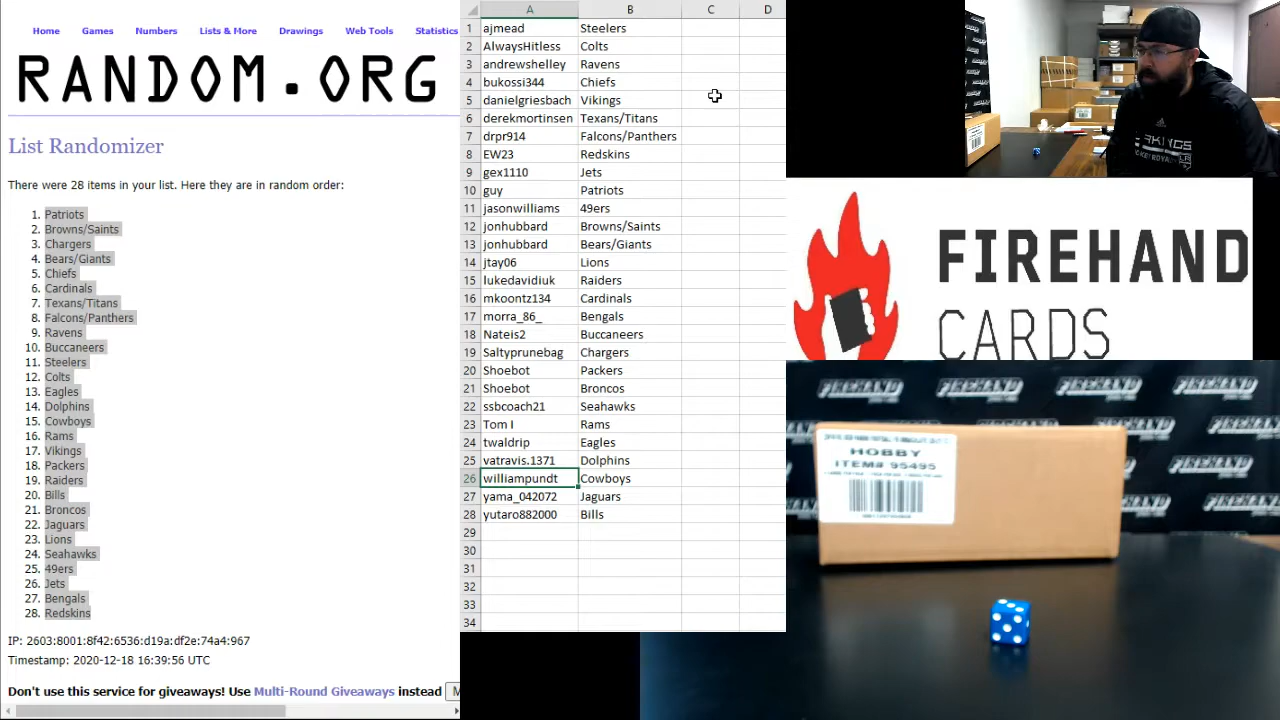 Home Games Numbers Lists & More Drawings Web Tools Statistics
RANDOM.ORG
List Randomizer
There were 28 items in your list. Here they are in random order:
1. Patriots
2. Browns/Saints
3. Chargers
4. Bears/Giants
5. Chiefs
6. Cardinals
7. Texans/Titans
8. Falcons/Panthers
9. Ravens
10. Buccaneers
11. Steelers
12. Colts
13. Eagles
14. Dolphins
15. Cowboys
16. Rams
17. Vikings
18. Packers
19. Raiders
20. Bills
21. Broncos
22. Jaguars
23. Lions
24. Seahawks
25. 49ers
26. Jets
27. Bengals
28. Redskins
IP: 2603:8001:8f42:6536:d19a:df2e:74a4:967
Timestamp: 2020-12-18 16:39:56 UTC
Don't use this service for giveaways! Use Multi-Round Giveaways instead
A B C D
1 ajmead Steelers
2 AlwaysHitless Colts
3 andrewshelley Ravens
4 bukossi344 Chiefs
5 danielgriesbach Vikings
6 derekmortinsen Texans/Titans
7 drpr914 Falcons/Panthers
8 EW23 Redskins
9 gex1110 Jets
10 guy Patriots
11 jasonwilliams 49ers
12 jonhubbard Browns/Saints
13 jonhubbard Bears/Giants
14 jtay06 Lions
15 lukedavidiuk Raiders
16 mkoontz134 Cardinals
17 morra_86_ Bengals
18 Nateis2 Buccaneers
19 Saltyprunebag Chargers
20 Shoebot Packers
21 Shoebot Broncos
22 ssbcoach21 Seahawks
23 Tom I Rams
24 twaldrip Eagles
25 vatravis.1371 Dolphins
26 williampundt Cowboys
27 yama_042072 Jaguars
28 yutaro882000 Bills
29
30
31
32
33
34
FIREHAND
CARDS
FIREHAND FIREHAND FIREHAND FIREHAND
HOBBY
ITEM# 95495